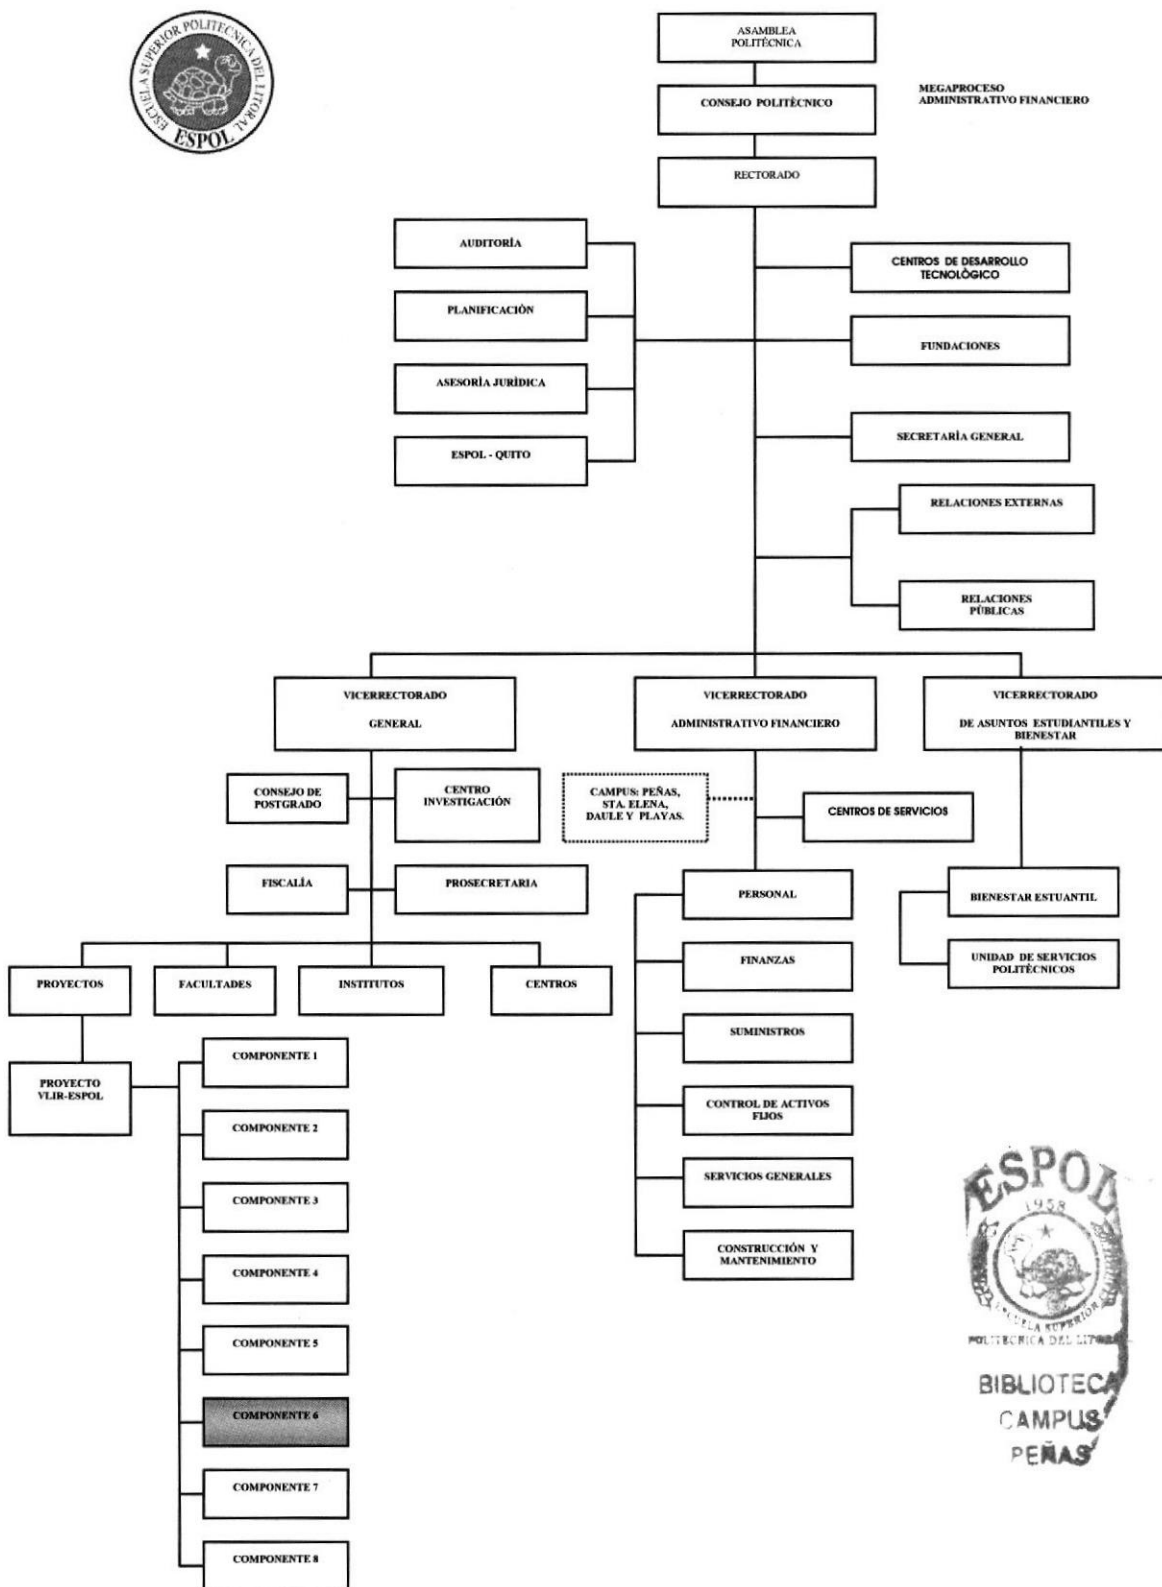 ESCUELA SUPERIOR POLITECNICA DEL LITORAL
ESPOL
ASAMBLEA
POLITÉCNICA
CONSEJO POLITÉCNICO
MEGAPROCESO
ADMINISTRATIVO FINANCIERO
RECTORADO
AUDITORÍA
PLANIFICACIÓN
ASESORÍA JURÍDICA
ESPOL - QUITO
CENTROS DE DESARROLLO
TECNOLÓGICO
FUNDACIONES
SECRETARÍA GENERAL
RELACIONES EXTERNAS
RELACIONES
PÚBLICAS
VICERRECTORADO
GENERAL
VICERRECTORADO
ADMINISTRATIVO FINANCIERO
VICERRECTORADO
DE ASUNTOS ESTUDIANTILES Y
BIENESTAR
CONSEJO DE
POSTGRADO
CENTRO
INVESTIGACIÓN
FISCALÍA
PROSECRETARIA
CAMPUS: PEÑAS,
STA. ELENA,
DAULE Y PLAYAS.
CENTROS DE SERVICIOS
PERSONAL
FINANZAS
SUMINISTROS
CONTROL DE ACTIVOS
FIJOS
SERVICIOS GENERALES
CONSTRUCCIÓN Y
MANTENIMIENTO
BIENESTAR ESTUANTIL
UNIDAD DE SERVICIOS
POLITÉCNICOS
PROYECTOS
FACULTADES
INSTITUTOS
CENTROS
PROYECTO
VLIR-ESPOL
COMPONENTE 1
COMPONENTE 2
COMPONENTE 3
COMPONENTE 4
COMPONENTE 5
COMPONENTE 6
COMPONENTE 7
COMPONENTE 8
ESPOL
1958
ESCUELA SUPERIOR
POLITECNICA DEL LITORAL
BIBLIOTECA
CAMPUS
PEÑAS